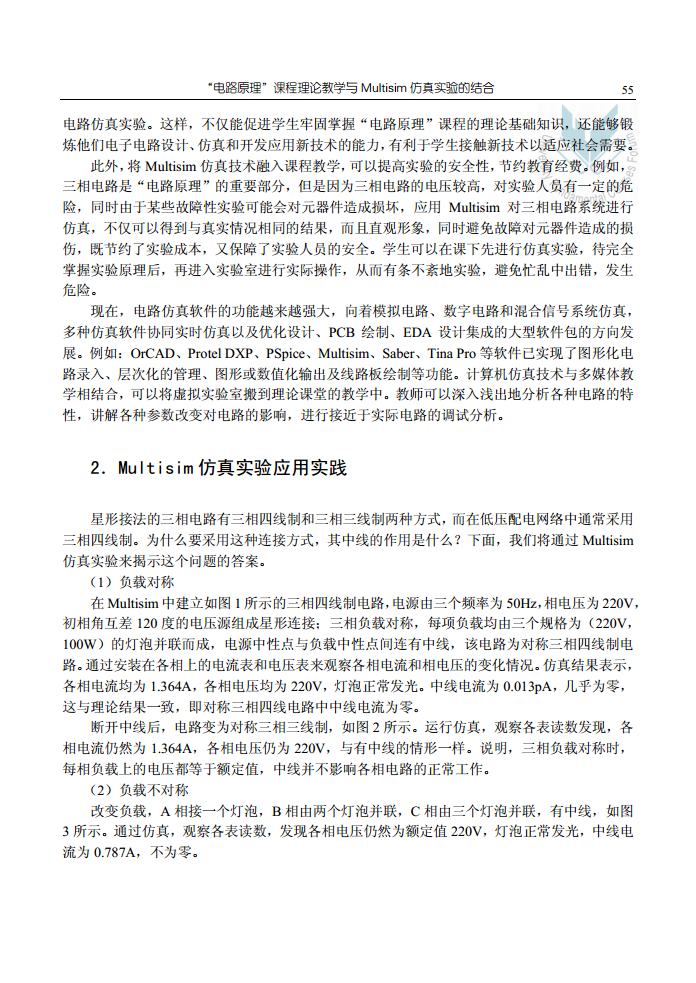 “电路原理”课程理论教学与 Multisim 仿真实验的结合 55
电路仿真实验。这样，不仅能促进学生牢固掌握“电路原理”课程的理论基础知识，还能够锻
炼他们电子电路设计、仿真和开发应用新技术的能力，有利于学生接触新技术以适应社会需要。
此外，将 Multisim 仿真技术融入课程教学，可以提高实验的安全性，节约教育经费。例如，
三相电路是“电路原理”的重要部分，但是因为三相电路的电压较高，对实验人员有一定的危
险，同时由于某些故障性实验可能会对元器件造成损坏，应用 Multisim 对三相电路系统进行
仿真，不仅可以得到与真实情况相同的结果，而且直观形象，同时避免故障对元器件造成的损
伤，既节约了实验成本，又保障了实验人员的安全。学生可以在课下先进行仿真实验，待完全
掌握实验原理后，再进入实验室进行实际操作，从而有条不紊地实验，避免忙乱中出错，发生
危险。
现在，电路仿真软件的功能越来越强大，向着模拟电路、数字电路和混合信号系统仿真，
多种仿真软件协同实时仿真以及优化设计、PCB 绘制、EDA 设计集成的大型软件包的方向发
展。例如：OrCAD、Protel DXP、PSpice、Multisim、Saber、Tina Pro 等软件已实现了图形化电
路录入、层次化的管理、图形或数值化输出及线路板绘制等功能。计算机仿真技术与多媒体教
学相结合，可以将虚拟实验室搬到理论课堂的教学中。教师可以深入浅出地分析各种电路的特
性，讲解各种参数改变对电路的影响，进行接近于实际电路的调试分析。
2．Multisim 仿真实验应用实践
星形接法的三相电路有三相四线制和三相三线制两种方式，而在低压配电网络中通常采用
三相四线制。为什么要采用这种连接方式，其中线的作用是什么？下面，我们将通过 Multisim
仿真实验来揭示这个问题的答案。
（1）负载对称
在 Multisim 中建立如图 1 所示的三相四线制电路，电源由三个频率为 50Hz，相电压为 220V，
初相角互差 120 度的电压源组成星形连接；三相负载对称，每项负载均由三个规格为（220V，
100W）的灯泡并联而成，电源中性点与负载中性点间连有中线，该电路为对称三相四线制电
路。通过安装在各相上的电流表和电压表来观察各相电流和相电压的变化情况。仿真结果表示，
各相电流均为 1.364A，各相电压均为 220V，灯泡正常发光。中线电流为 0.013pA，几乎为零，
这与理论结果一致，即对称三相四线电路中中线电流为零。
断开中线后，电路变为对称三相三线制，如图 2 所示。运行仿真，观察各表读数发现，各
相电流仍然为 1.364A，各相电压仍为 220V，与有中线的情形一样。说明，三相负载对称时，
每相负载上的电压都等于额定值，中线并不影响各相电路的正常工作。
（2）负载不对称
改变负载，A 相接一个灯泡，B 相由两个灯泡并联，C 相由三个灯泡并联，有中线，如图
3 所示。通过仿真，观察各表读数，发现各相电压仍然为额定值 220V，灯泡正常发光，中线电
流为 0.787A，不为零。